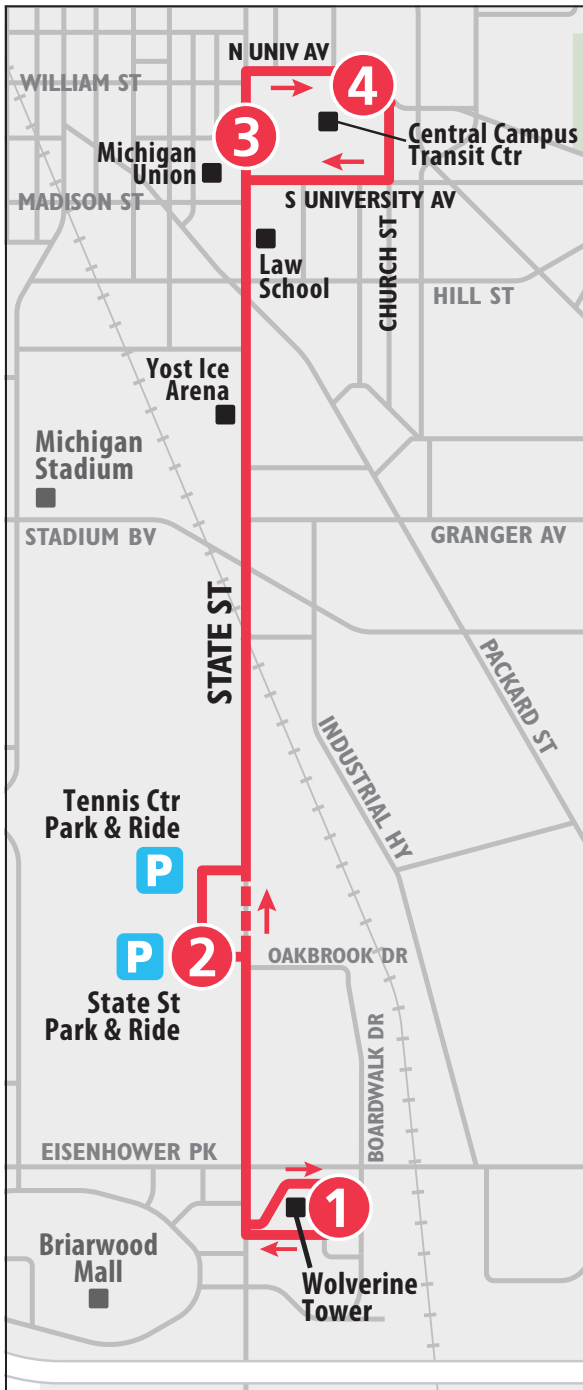 N UNIV AV
WILLIAM ST
4
3
Central Campus
Transit Ctr
Michigan
Union
MADISON ST
S UNIVERSITY AV
Law
School
CHURCH ST
HILL ST
Yost Ice
Arena
Michigan
Stadium
STADIUM BV
GRANGER AV
STATE ST
PACKARD ST
INDUSTRIAL HY
Tennis Ctr
Park & Ride
P
P
2
OAKBROOK DR
State St
Park & Ride
BOARDWALK DR
EISENHOWER PK
1
Briarwood
Mall
Wolverine
Tower